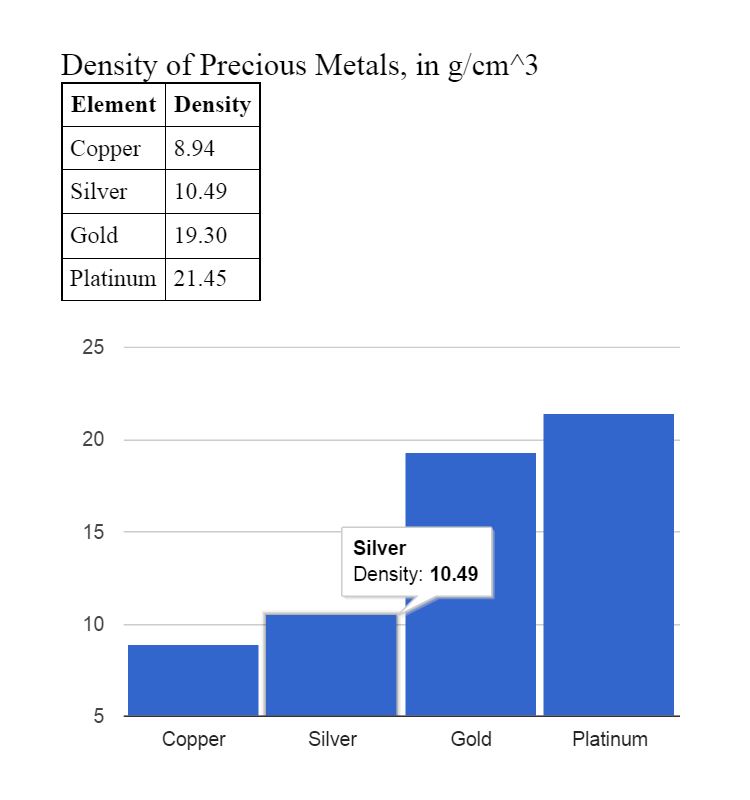 Density of Precious Metals, in g/cm^3
Element Density
Copper 8.94
Silver 10.49
Gold 19.30
Platinum 21.45
25
20
15
Silver
Density: 10.49
10
5
Copper Silver Gold Platinum